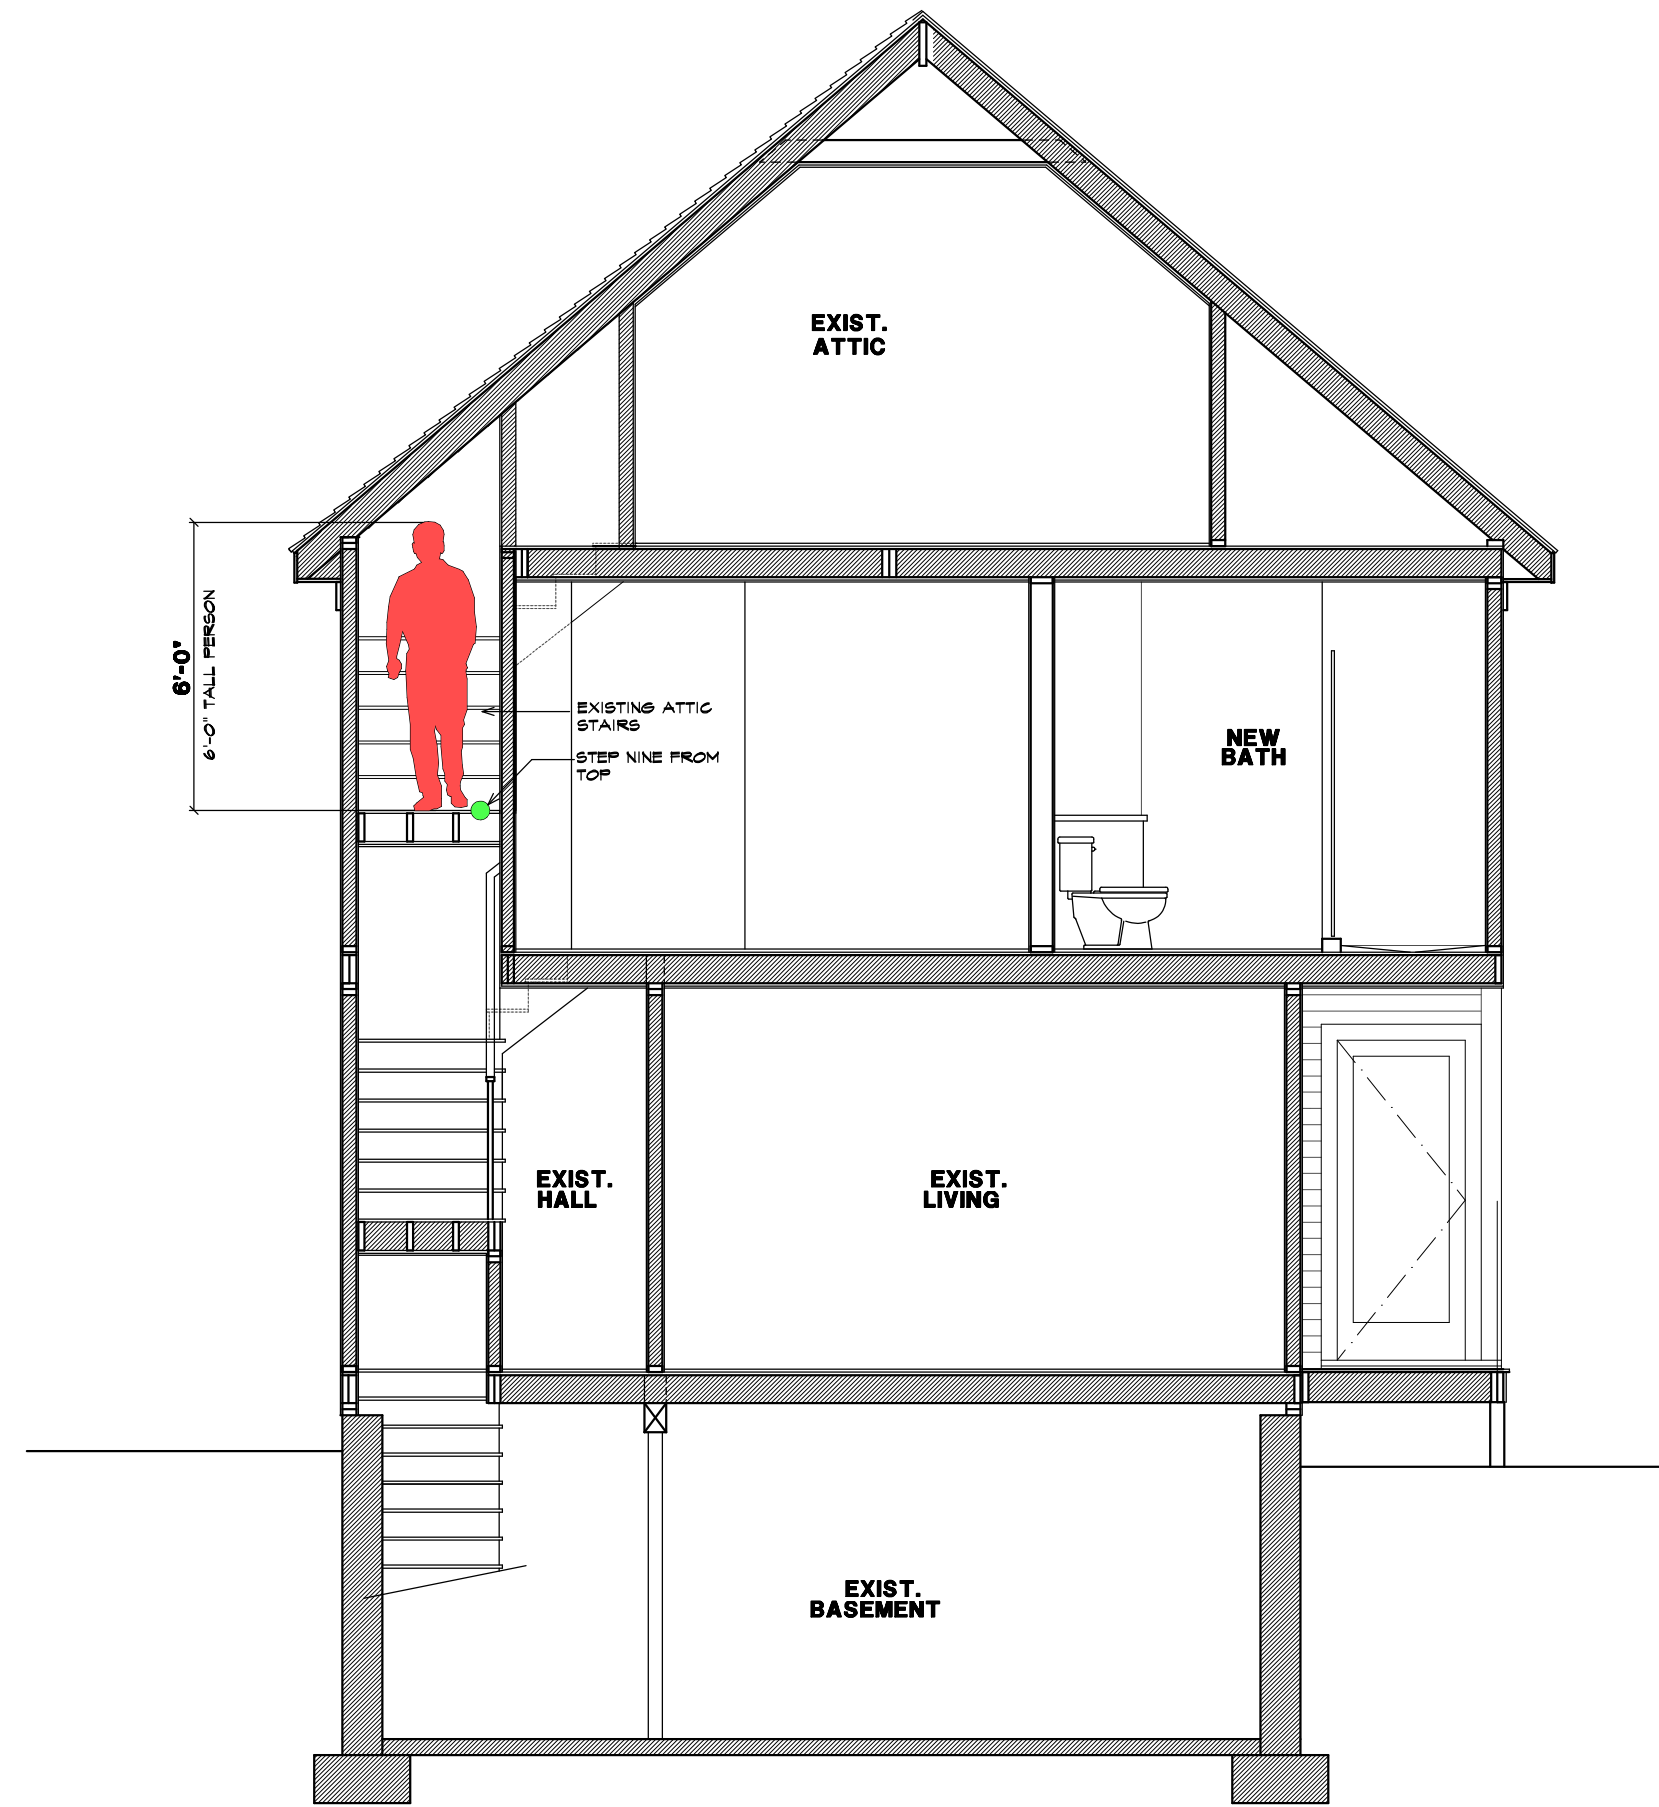 EXIST.
ATTIC
6'-0"
6'-0" TALL PERSON
EXISTING ATTIC
STAIRS
STEP NINE FROM
TOP
NEW
BATH
EXIST.
HALL
EXIST.
LIVING
EXIST.
BASEMENT